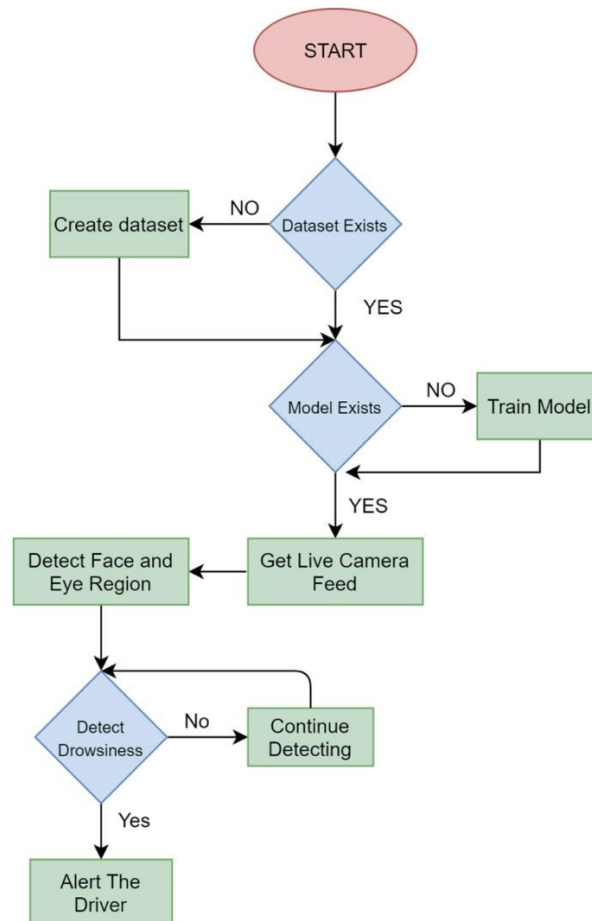 START
NO
Create dataset
Dataset Exists
YES
NO
Model Exists
Train Model
YES
Detect Face and
Eye Region
Get Live Camera
Feed
Detect
Drowsiness
No
Continue
Detecting
Yes
Alert The
Driver